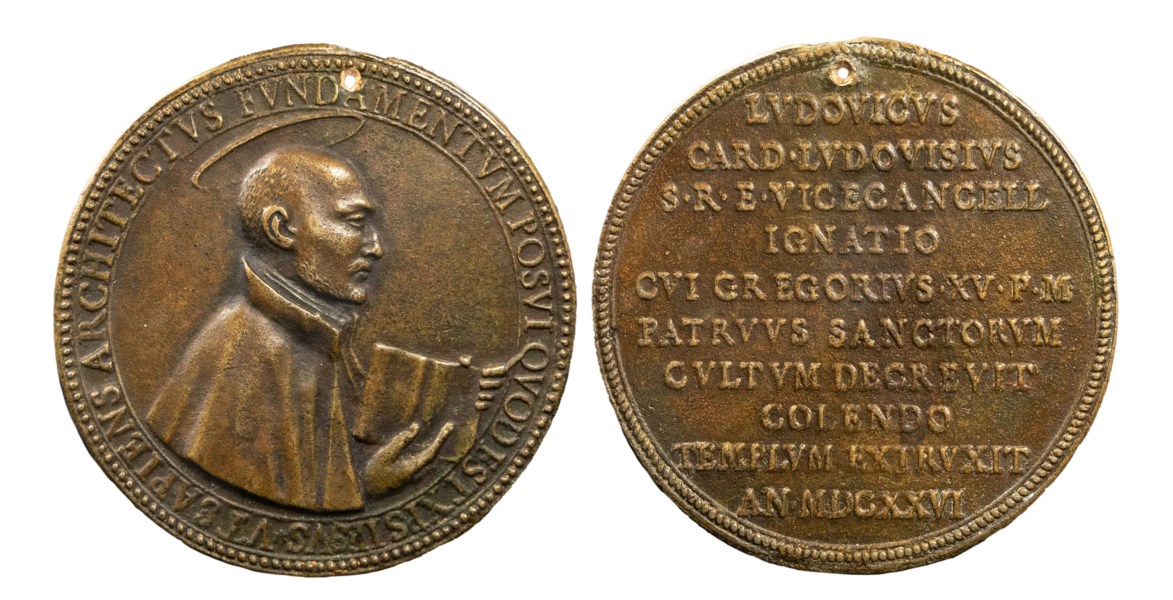 VT SAPIENS ARCHITECTVS FVNDAMENTVM POSVI QVOD EST IESVS
LVDOVICVS
CARD·LVDOVISIVS
S·R·E·VICECANCELL
IGNATIO
CVI GREGORIVS·XV·P·M
PATRVVS SANCTORVM
CVLTVM DECREVIT
COLENDO
TEMPLVM EXTRVXIT
AN·MDCXXVI